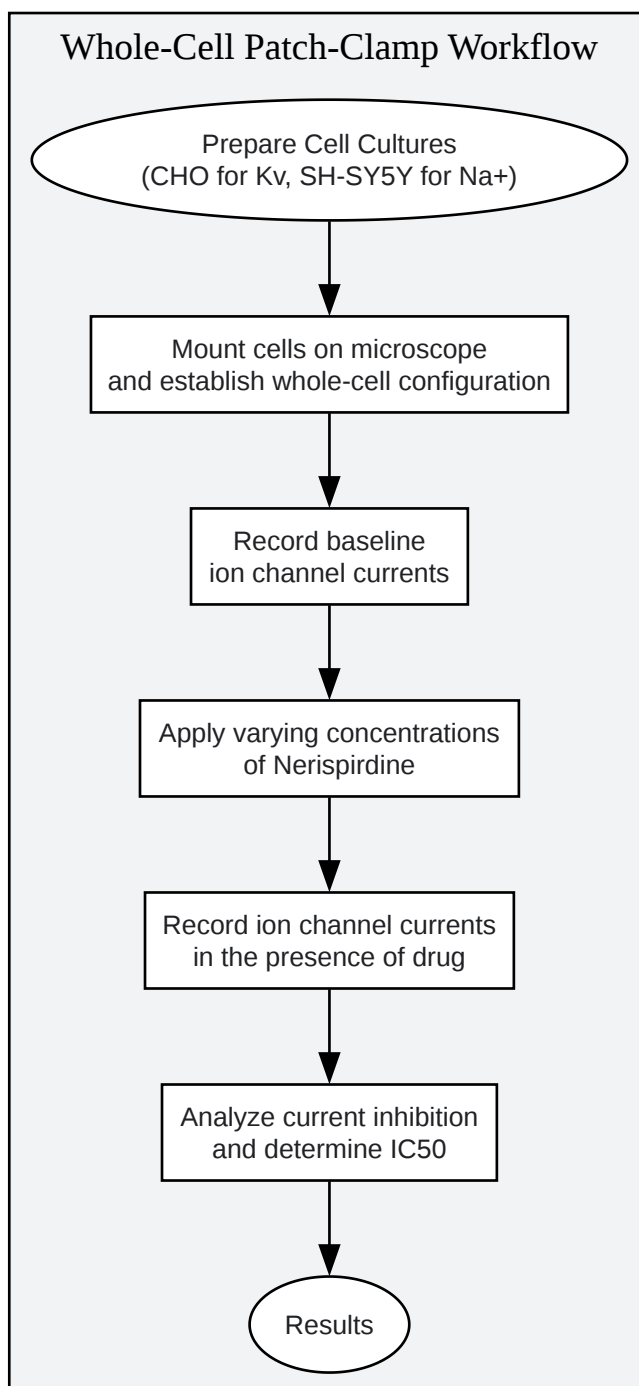 Whole-Cell Patch-Clamp Workflow
Prepare Cell Cultures
(CHO for Kv, SH-SY5Y for Na+)
Mount cells on microscope
and establish whole-cell configuration
Record baseline
ion channel currents
Apply varying concentrations
of Nerispirdine
Record ion channel currents
in the presence of drug
Analyze current inhibition
and determine IC50
Results